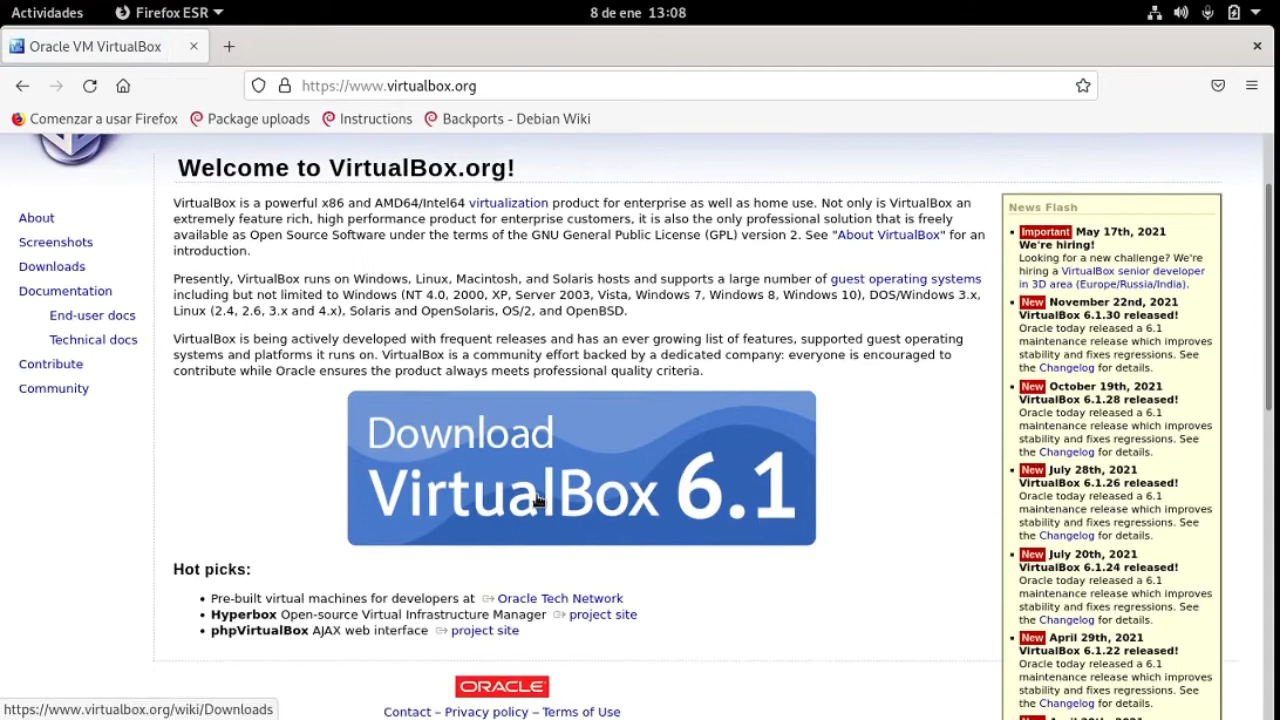 Actividades
Firefox ESR
8 de ene 13:08
Oracle VM VirtualBox
https://www.virtualbox.org
Comenzar a usar Firefox
Package uploads
Instructions
Backports - Debian Wiki
About
Screenshots
Downloads
Documentation
End-user docs
Technical docs
Contribute
Community
Welcome to VirtualBox.org!
VirtualBox is a powerful x86 and AMD64/Intel64 virtualization product for enterprise as well as home use. Not only is VirtualBox an
extremely feature rich, high performance product for enterprise customers, it is also the only professional solution that is freely
available as Open Source Software under the terms of the GNU General Public License (GPL) version 2. See "About VirtualBox" for an
introduction.
Presently, VirtualBox runs on Windows, Linux, Macintosh, and Solaris hosts and supports a large number of guest operating systems
including but not limited to Windows (NT 4.0, 2000, XP, Server 2003, Vista, Windows 7, Windows 8, Windows 10), DOS/Windows 3.x,
Linux (2.4, 2.6, 3.x and 4.x), Solaris and OpenSolaris, OS/2, and OpenBSD.
VirtualBox is being actively developed with frequent releases and has an ever growing list of features, supported guest operating
systems and platforms it runs on. VirtualBox is a community effort backed by a dedicated company: everyone is encouraged to
contribute while Oracle ensures the product always meets professional quality criteria.
Download
VirtualBox 6.1
Hot picks:
Pre-built virtual machines for developers at Oracle Tech Network
Hyperbox Open-source Virtual Infrastructure Manager project site
phpVirtualBox AJAX web interface project site
News Flash
Important May 17th, 2021
We're hiring!
Looking for a new challenge? We're
hiring a VirtualBox senior developer
in 3D area (Europe/Russia/India).
New November 22nd, 2021
VirtualBox 6.1.30 released!
Oracle today released a 6.1
maintenance release which improves
stability and fixes regressions. See
the Changelog for details.
New October 19th, 2021
VirtualBox 6.1.28 released!
Oracle today released a 6.1
maintenance release which improves
stability and fixes regressions. See
the Changelog for details.
New July 28th, 2021
VirtualBox 6.1.26 released!
Oracle today released a 6.1
maintenance release which improves
stability and fixes regressions. See
the Changelog for details.
New July 20th, 2021
VirtualBox 6.1.24 released!
Oracle today released a 6.1
maintenance release which improves
stability and fixes regressions. See
the Changelog for details.
New April 29th, 2021
VirtualBox 6.1.22 released!
Oracle today released a 6.1
maintenance release which improves
stability and fixes regressions. See
the Changelog for details.
ORACLE
Contact – Privacy policy – Terms of Use
https://www.virtualbox.org/wiki/Downloads